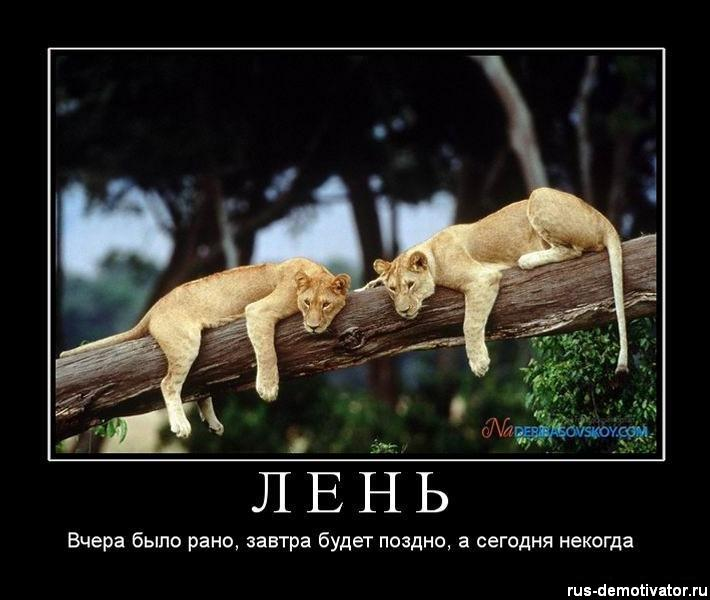 NaDERIBASOVSKOY.COM
ЛЕНЬ
Вчера было рано, завтра будет поздно, а сегодня некогда
rus-demotivator.ru